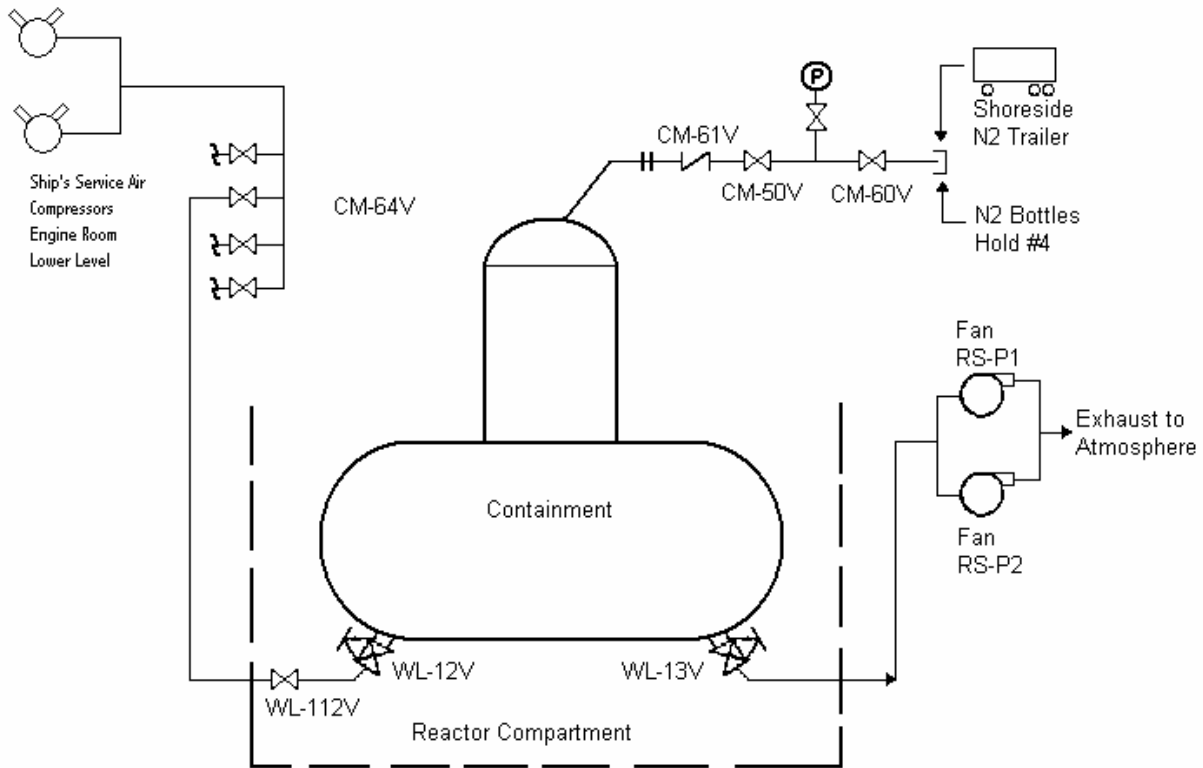 P
Shoreside
N2 Trailer
CM-61V
CM-50V
CM-60V
N2 Bottles
Hold #4
Ship's Service Air
Compressors
Engine Room
Lower Level
CM-64V
Fan
RS-P1
Exhaust to
Atmosphere
Fan
RS-P2
Containment
WL-12V
WL-13V
WL-112V
Reactor Compartment